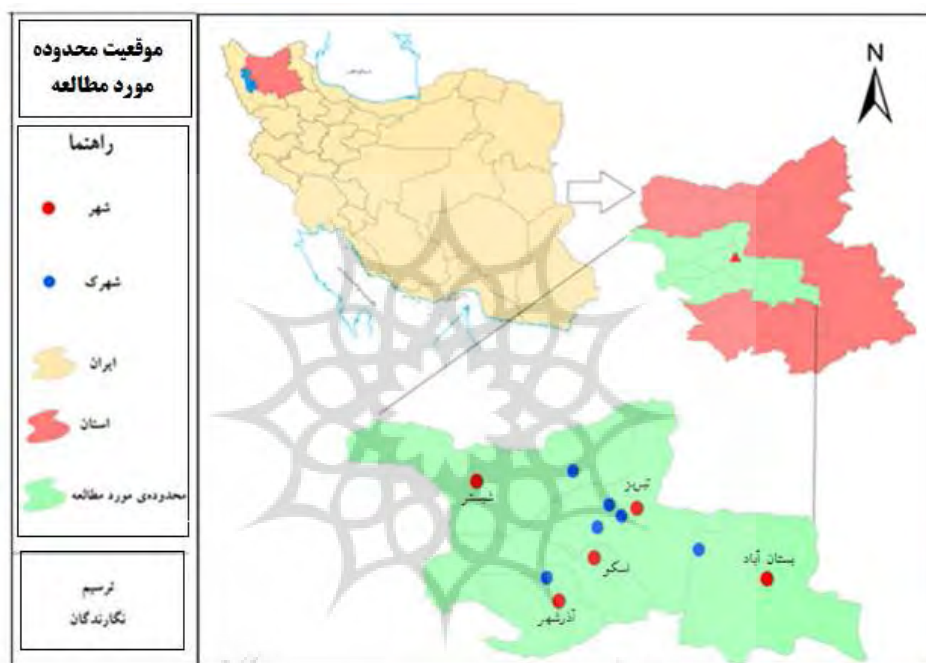 موقعیت محدوده
مورد مطالعه
راهنما
شهر
شهرک
ایران
استان
محدوده‌ی مورد مطالعه
ترسیم
نگارندگان
N
شبستر
تبریز
اسکو
بستان آباد
آذرشهر